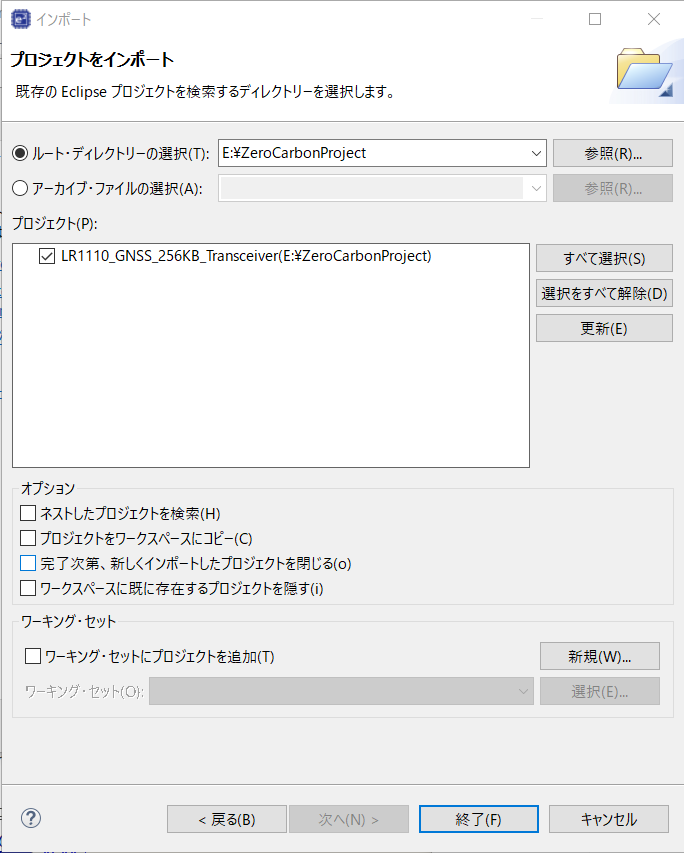 インポート
プロジェクトをインポート
既存の Eclipse プロジェクトを検索するディレクトリーを選択します。
ルート・ディレクトリーの選択(T): E:¥ZeroCarbonProject 参照(R)...
アーカイブ・ファイルの選択(A): 参照(R)...
プロジェクト(P):
LR1110_GNSS_256KB_Transceiver(E:¥ZeroCarbonProject)
すべて選択(S)
選択をすべて解除(D)
更新(E)
オプション
ネストしたプロジェクトを検索(H)
プロジェクトをワークスペースにコピー(C)
完了次第、新しくインポートしたプロジェクトを閉じる(o)
ワークスペースに既に存在するプロジェクトを隠す(i)
ワーキング・セット
ワーキング・セットにプロジェクトを追加(T) 新規(W)...
ワーキング・セット(O): 選択(E)...
? < 戻る(B) 次へ(N) > 終了(F) キャンセル